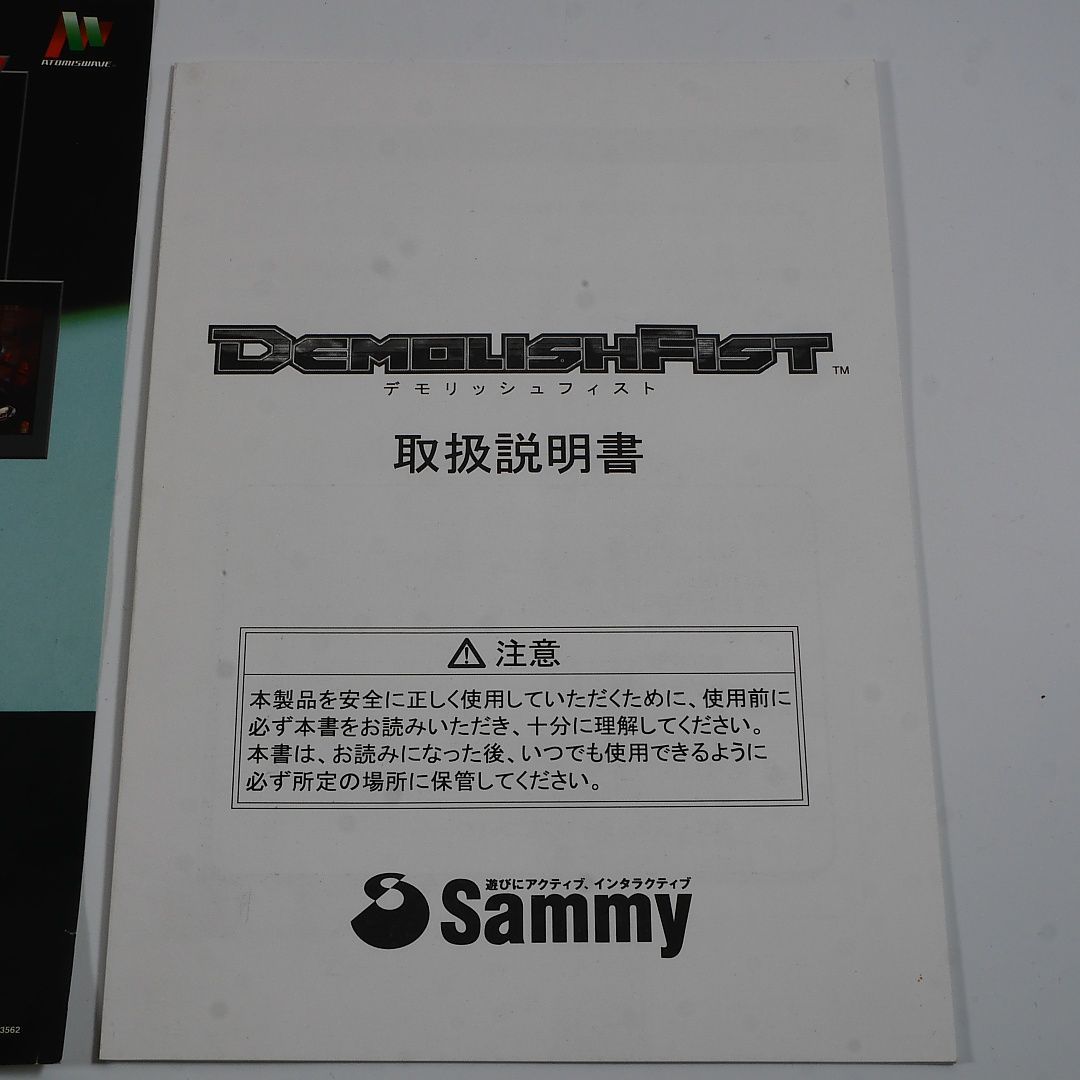 ATOMISWAVE
DEMOLISHFIST™
デモリッシュフィスト
取扱説明書
注意
本製品を安全に正しく使用していただくために、使用前に
必ず本書をお読みいただき、十分に理解してください。
本書は、お読みになった後、いつでも使用できるように
必ず所定の場所に保管してください。
遊びにアクティブ、インタラクティブ
Sammy
3562